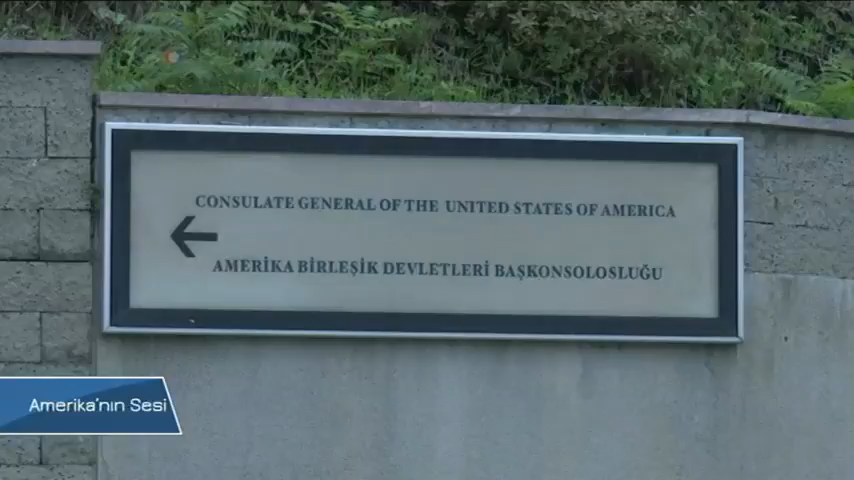 CONSULATE GENERAL OF THE UNITED STATES OF AMERICA
AMERİKA BİRLEŞİK DEVLETLERİ BAŞKONSOLOSLUĞU
Amerika'nın Sesi